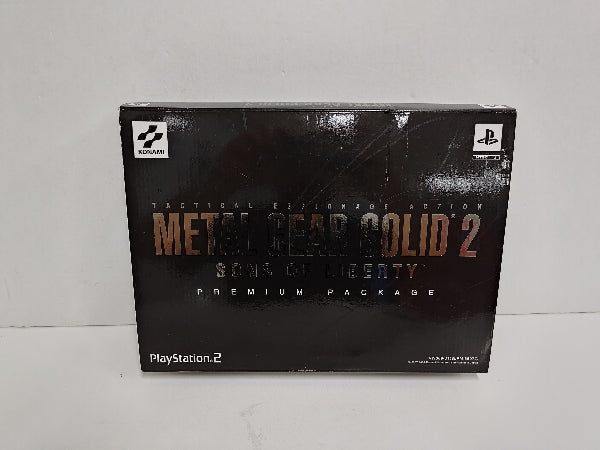 KONAMI
TACTICAL ESPIONAGE ACTION
METAL GEAR SOLID® 2
SONS OF LIBERTY
PREMIUM PACKAGE
PlayStation®2